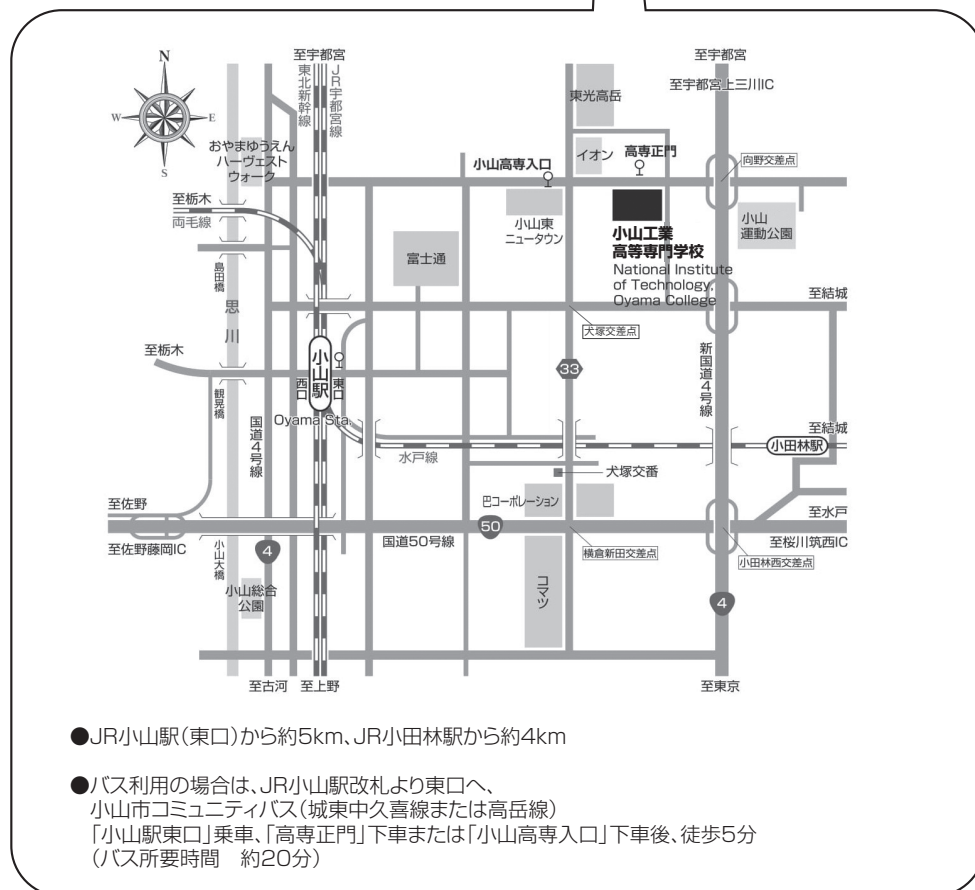 至宇都宮
至宇都宮
N
W
E
S
東北新幹線
JR宇都宮線
至宇都宮上三川IC
東光高岳
おやまゆうえん
ハーヴェスト
ウォーク
小山高専入口
イオン
高専正門
向野交差点
至栃木
両毛線
小山東
ニュータウン
小山工業
高等専門学校
National Institute
of Technology,
Oyama College
小山
運動公園
富士通
島田橋
思川
至結城
犬塚交差点
至栃木
小山駅
西口
東口
Oyama Sta.
33
新国道4号線
観晃橋
国道4号線
至結城
水戸線
小田林駅
犬塚交番
巴コーポレーション
至佐野
至水戸
50
国道50号線
至佐野藤岡IC
至桜川筑西IC
小山大橋
4
横倉新田交差点
小田林西交差点
小山総合
公園
コマツ
4
至古河
至上野
至東京
●JR小山駅(東口)から約5km、JR小田林駅から約4km
●バス利用の場合は、JR小山駅改札より東口へ、
小山市コミュニティバス(城東中久喜線または高岳線)
「小山駅東口」乗車、「高専正門」下車または「小山高専入口」下車後、徒歩5分
(バス所要時間 約20分)